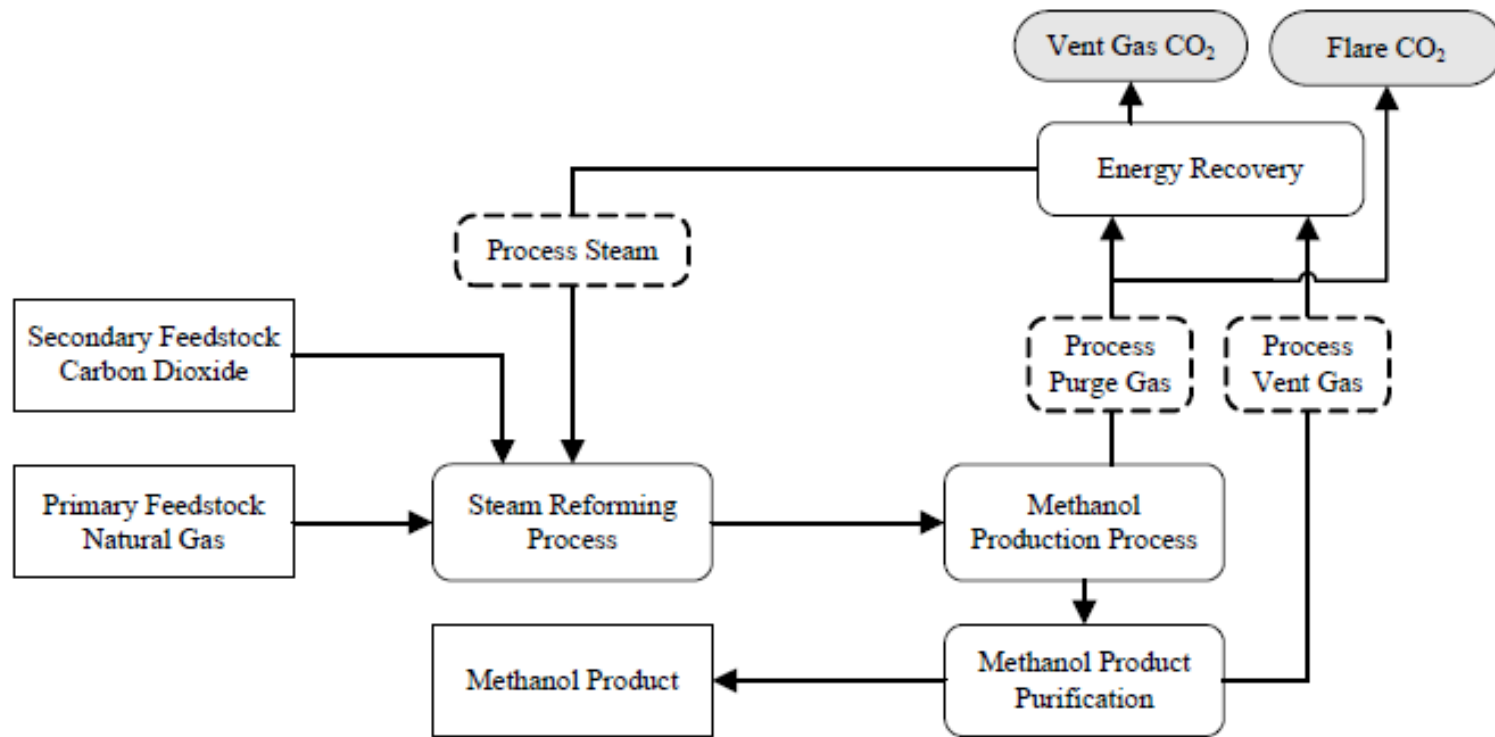 Vent Gas CO₂
Flare CO₂
Energy Recovery
Process Steam
Secondary Feedstock
Carbon Dioxide
Process
Purge Gas
Process
Vent Gas
Primary Feedstock
Natural Gas
Steam Reforming
Process
Methanol
Production Process
Methanol Product
Methanol Product
Purification